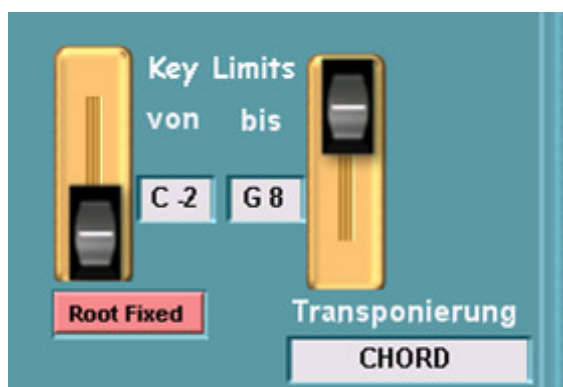 Key Limits
von bis
C -2 G 8
Root Fixed
Transponierung
CHORD